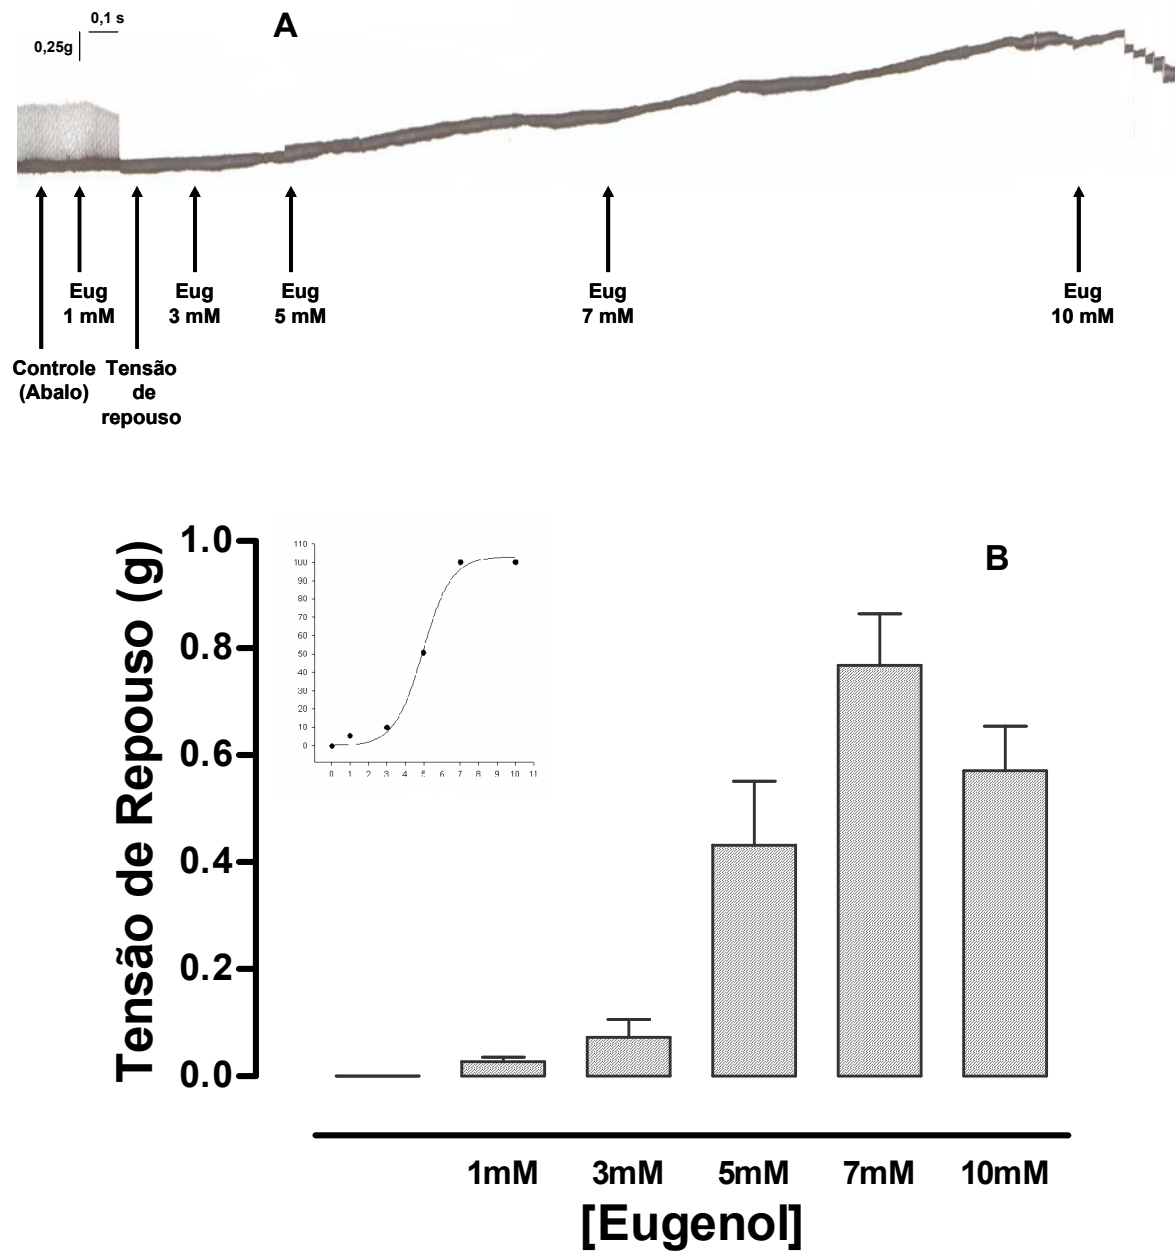 0,1 s
A
0,25g
Eug
1 mM
Eug
3 mM
Eug
5 mM
Eug
7 mM
Eug
10 mM
Controle
(Abalo)
Tensão
de
repouso
B
Tensão de Repouso (g)
1.0
0.8
0.6
0.4
0.2
0.0
110
100
90
80
70
60
50
40
30
20
10
0
0 1 2 3 4 5 6 7 8 9 10 11
1mM 3mM 5mM 7mM 10mM
[Eugenol]